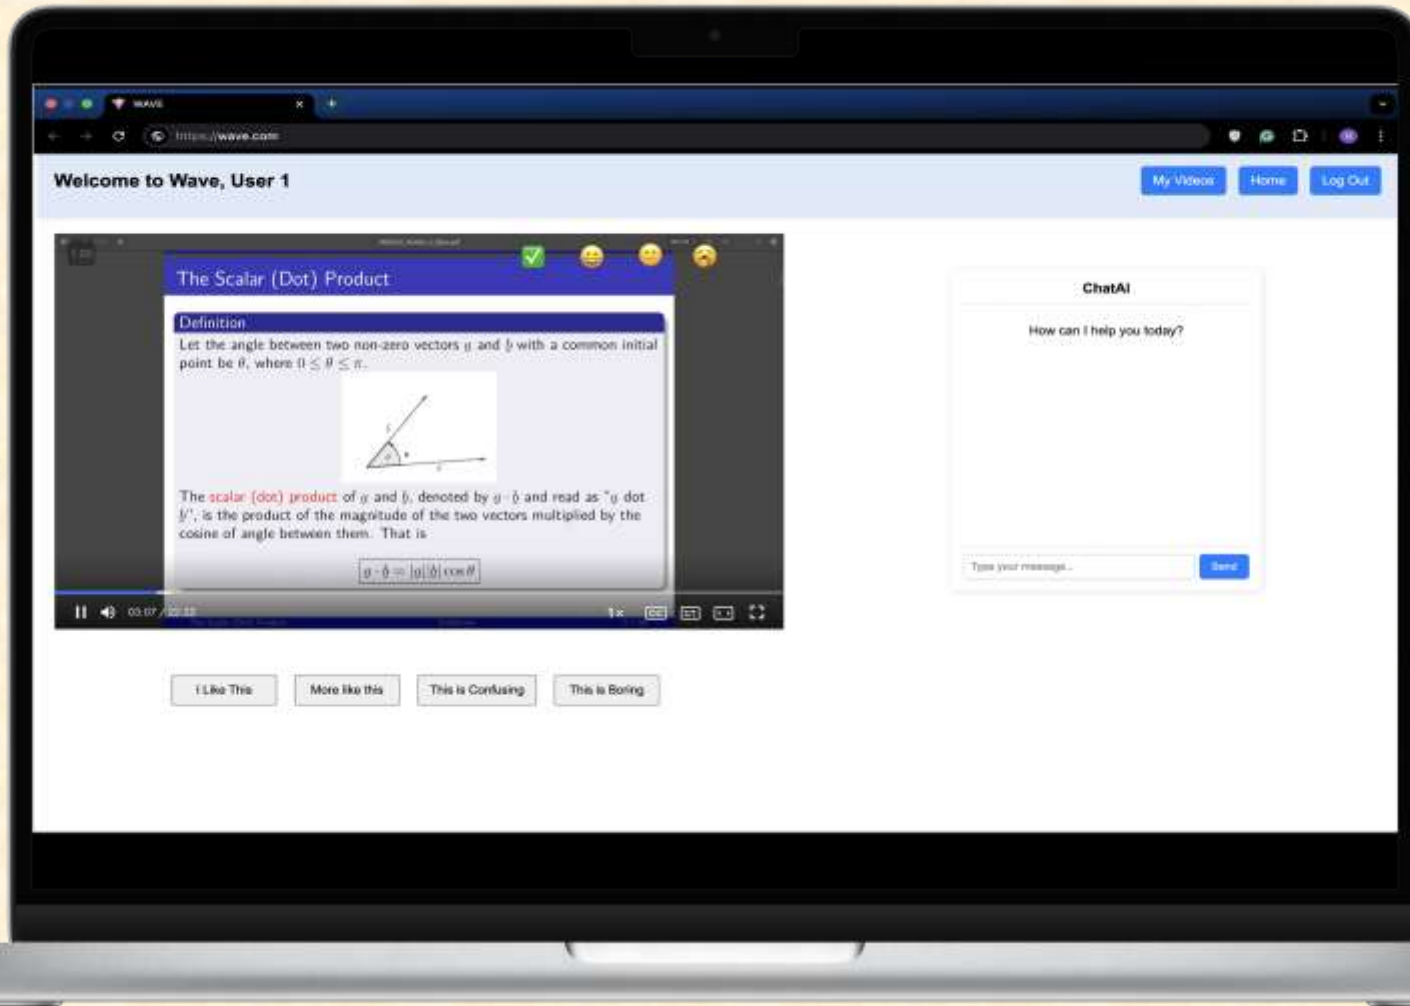 WAVE
https://wave.com
Welcome to Wave, User 1
My Videos
Home
Log Out
The Scalar (Dot) Product
Definition
Let the angle between two non-zero vectors a and b with a common initial
point be θ, where 0 ≤ θ ≤ π.
The scalar (dot) product of a and b, denoted by a · b and read as "a dot
b", is the product of the magnitude of the two vectors multiplied by the
cosine of angle between them. That is
a · b = |a||b| cos θ
03:07
1x
CC
I Like This
More like this
This is Confusing
This is Boring
ChatAI
How can I help you today?
Type your message...
Send